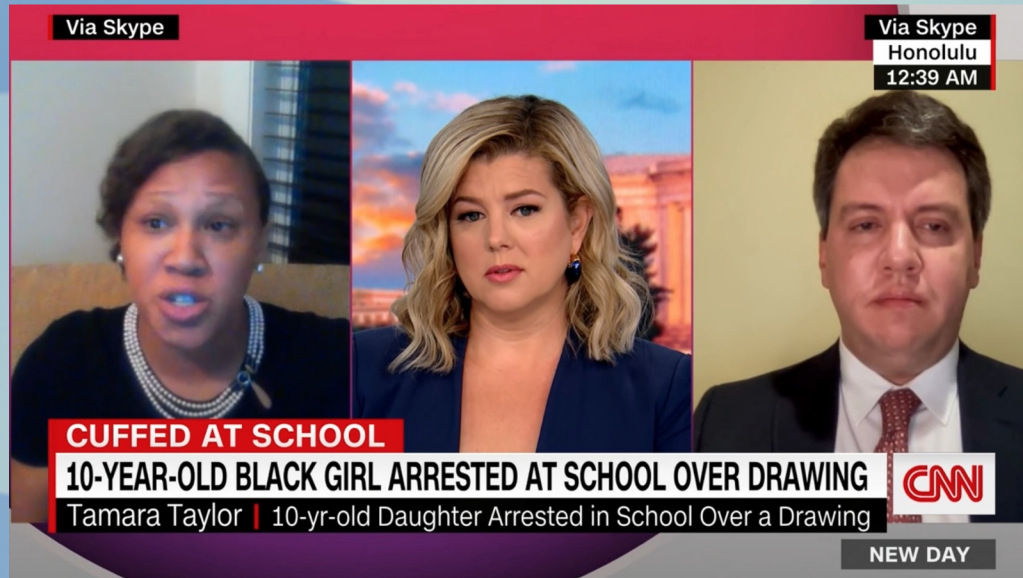 Via Skype
Via Skype
Honolulu
12:39 AM
CUFFED AT SCHOOL
10-YEAR-OLD BLACK GIRL ARRESTED AT SCHOOL OVER DRAWING
Tamara Taylor | 10-yr-old Daughter Arrested in School Over a Drawing
CNN
NEW DAY